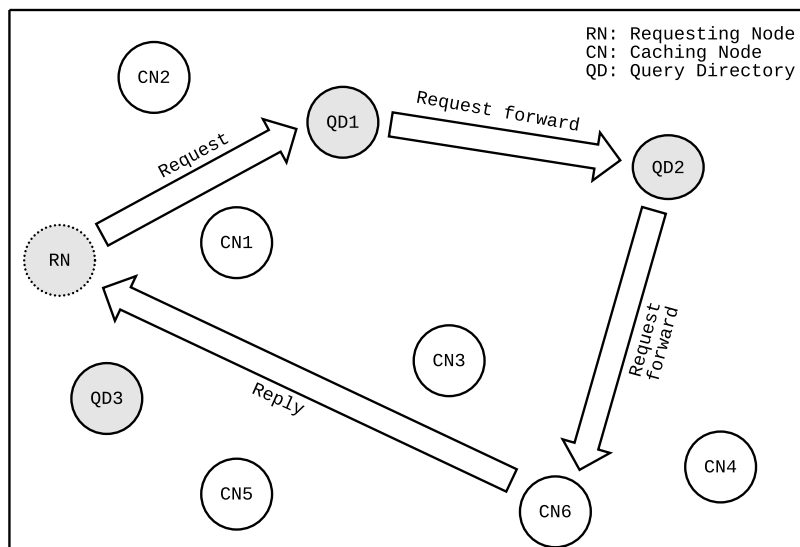 RN: Requesting Node
CN: Caching Node
QD: Query Directory
CN2
Request forward
QD1
Request
QD2
CN1
RN
Request
forward
CN3
QD3
Reply
CN4
CN5
CN6